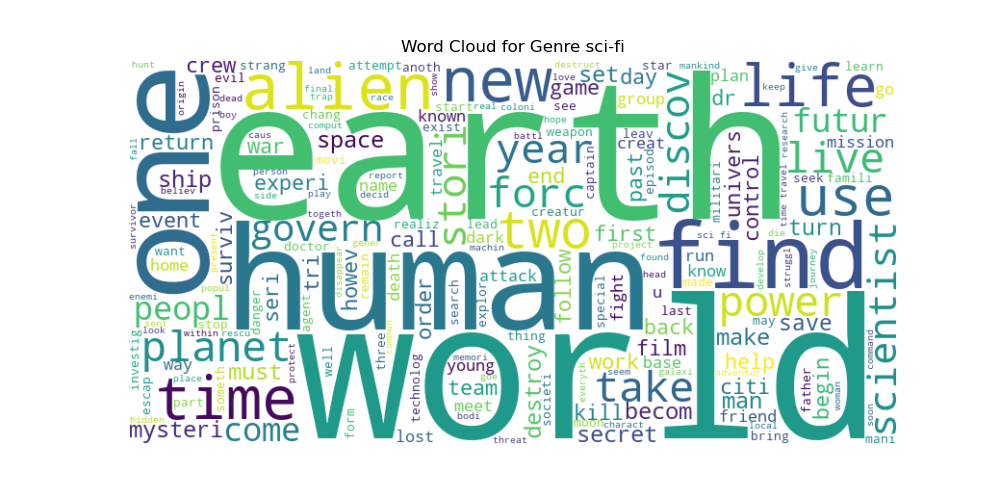 Word Cloud for Genre sci-fi
hunt crew strang land attempt anoth show destruct love star mankind give learn
evil alien final trap race new game set day plan life go
origin prison dead boy chang comput start real coloni see group dr keep
one earth known hope weapon discov futur
fall return caus war movi space exist battl leav creat mission
ship believ person experi report name decid travel stori year end captain past episod militari univers control time travel research live seek famili
side play forc creatur use
survivor event surviv govern togeth realiz lead two first turn
want doctor call dark machin project sci fi find die
home present tri gener disappear remain death human search explor attack follow special found head run know made develop struggl journey scientist
enemi popul seri howev order fight u
peopl danger agent last power may save
sent stop within rescu three common thing back
look planet well memori young destroy work film base make help command
investig way must protect technolog goe team societi seem galaxi adventur
escap place someth time world meet bodi everyth take citi man father begin woman
part form moon kill becom friend soon
hidden mysteri come lost threat charact secret local bring mani